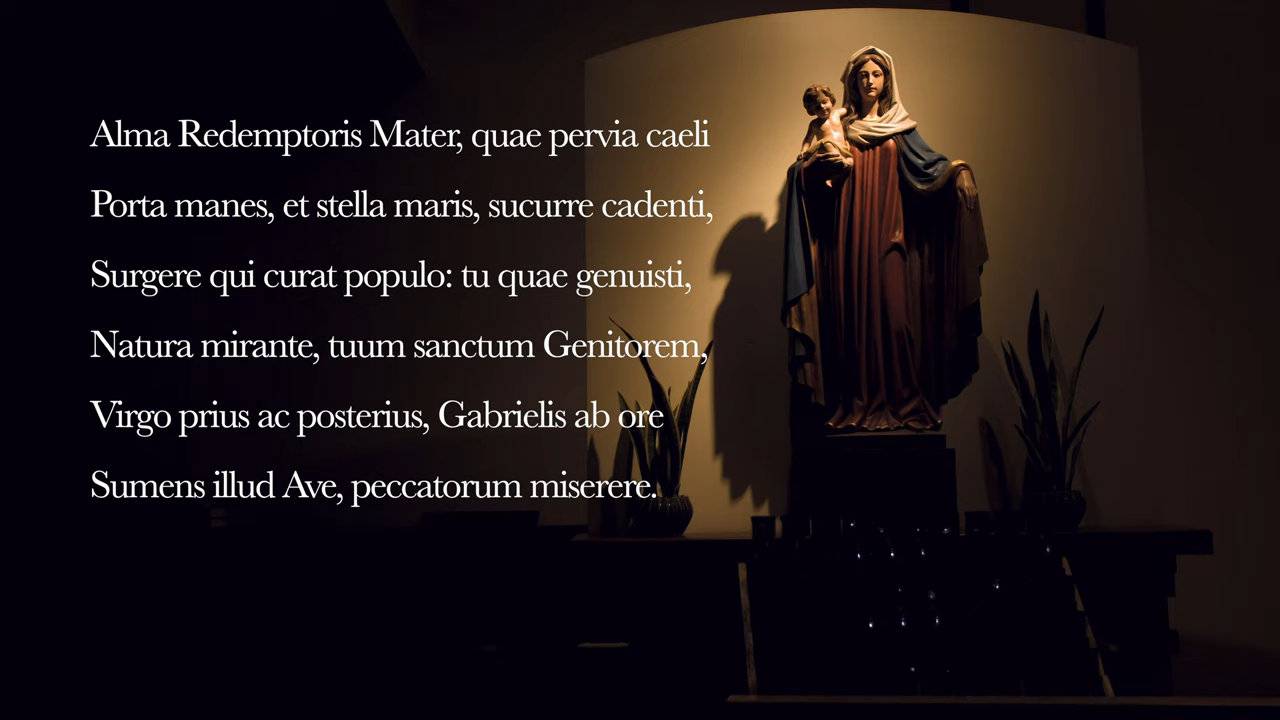 Alma Redemptoris Mater, quae pervia caeli
Porta manes, et stella maris, sucurre cadenti,
Surgere qui curat populo: tu quae genuisti,
Natura mirante, tuum sanctum Genitorem,
Virgo prius ac posterius, Gabrielis ab ore
Sumens illud Ave, peccatorum miserere.